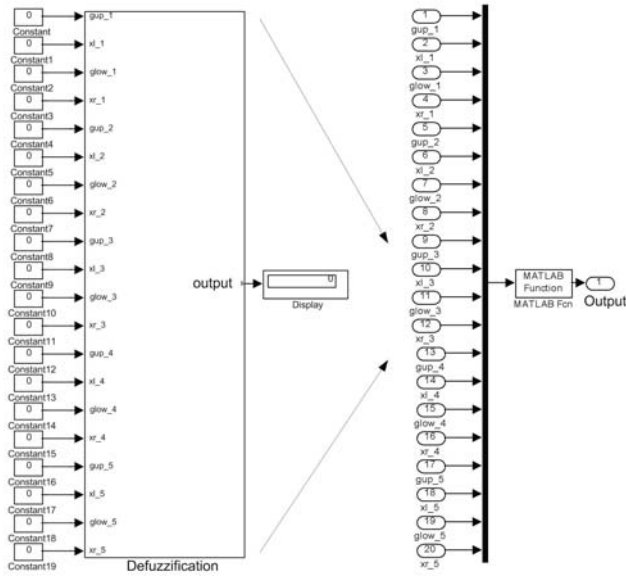 0
Constant
gup_1
0
Constant1
xl_1
0
Constant2
glow_1
0
Constant3
xr_1
0
Constant4
gup_2
0
Constant5
xl_2
0
Constant6
glow_2
0
Constant7
xr_2
0
Constant8
gup_3
0
Constant9
xl_3
0
Constant10
glow_3
0
Constant11
xr_3
0
Constant12
gup_4
0
Constant13
xl_4
0
Constant14
glow_4
0
Constant15
xr_4
0
Constant16
gup_5
0
Constant17
xl_5
0
Constant18
glow_5
0
Constant19
xr_5
output
Defuzzification
0
Display
1
gup_1
2
xl_1
3
glow_1
4
xr_1
5
gup_2
6
xl_2
7
glow_2
8
xr_2
9
gup_3
10
xl_3
11
glow_3
12
xr_3
13
gup_4
14
xl_4
15
glow_4
16
xr_4
17
gup_5
18
xl_5
19
glow_5
20
xr_5
MATLAB
Function
MATLAB Fcn
1
Output